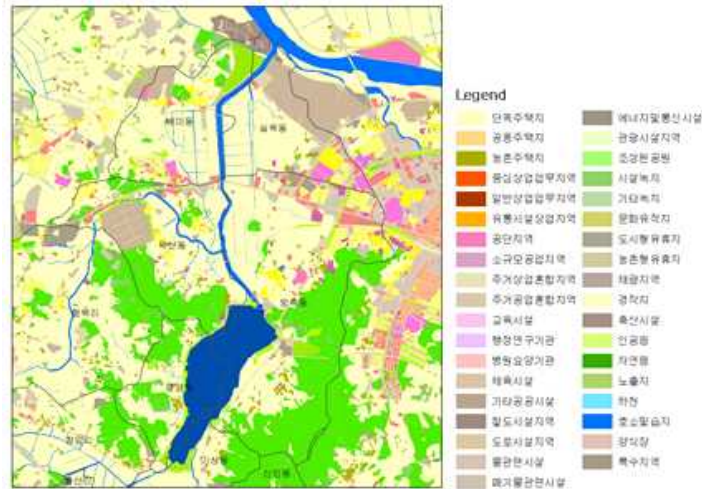 Legend
단독주택지
공동주택지
농촌주택지
중심상업업무지역
일반상업업무지역
유통시설상업지역
공단지역
소규모공업지역
주거상업혼합지역
주거공업혼합지역
교육시설
행정연구기관
병원요양기관
체육시설
기타공공시설
철도시설지역
도로시설지역
물관련시설
폐기물관련시설
에너지및통신시설
관광시설지역
조성된공원
시설녹지
기타녹지
문화유적지
도시형유휴지
농촌형유휴지
채광지역
경작지
축산시설
인공림
자연림
노출지
하천
호소및습지
양식장
특수지역